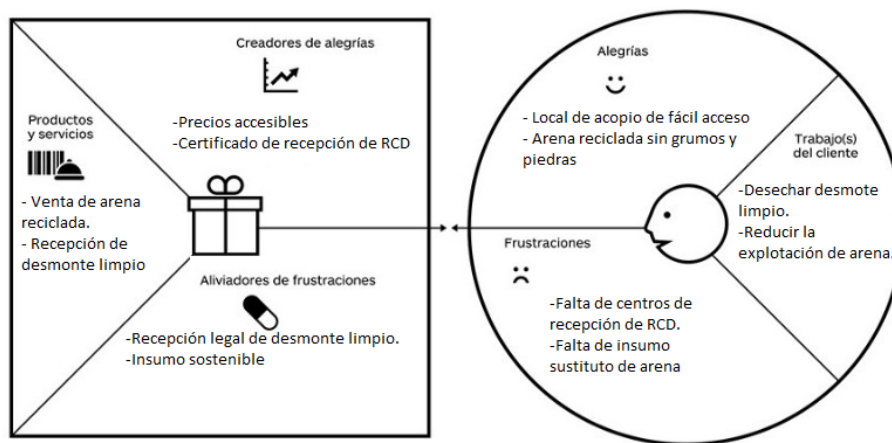 Creadores de alegrías
-Precios accesibles
-Certificado de recepción de RCD
Productos
y servicios
- Venta de arena
reciclada.
- Recepción de
desmonte limpio
Aliviadores de frustraciones
-Recepción legal de desmonte limpio.
-Insumo sostenible
Alegrías
- Local de acopio de fácil acceso
- Arena reciclada sin grumos y
piedras
Trabajo(s)
del cliente
-Desechar desmote
limpio.
-Reducir la
explotación de arena.
Frustraciones
-Falta de centros de
recepción de RCD.
-Falta de insumo
sustituto de arena